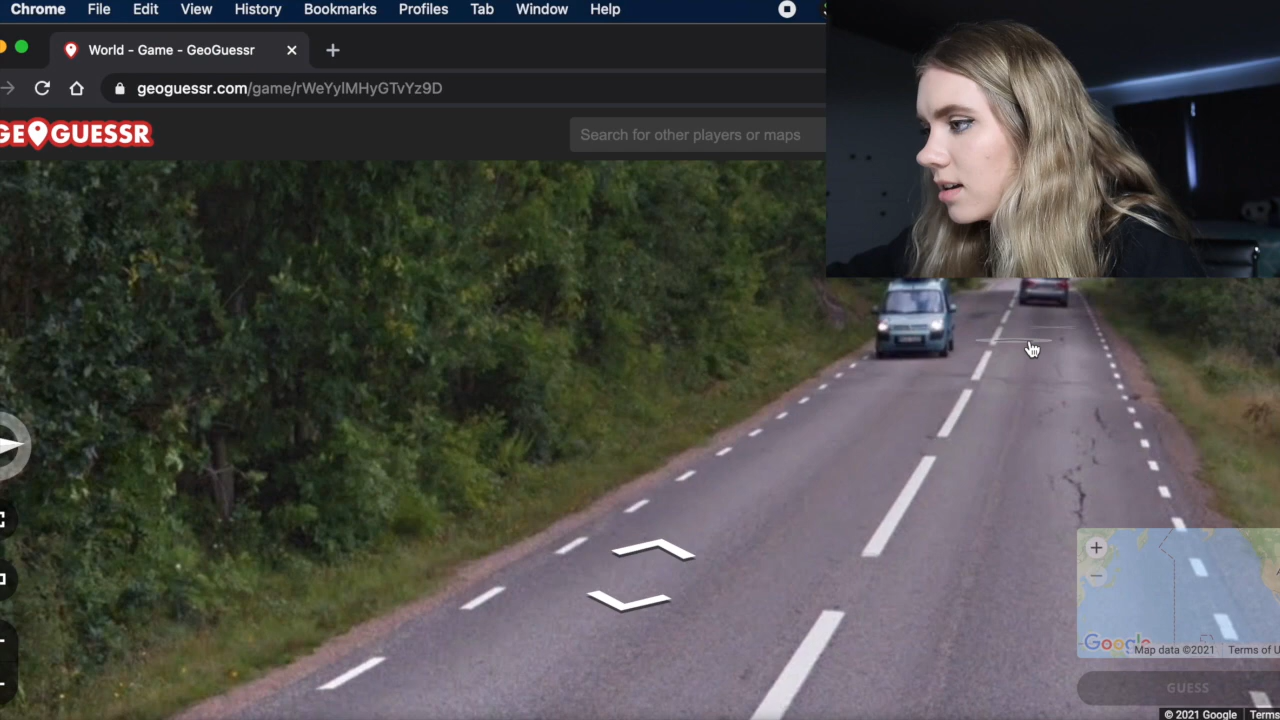 Chrome File Edit View History Bookmarks Profiles Tab Window Help
World - Game - GeoGuessr
geoguessr.com/game/rWeYylMHyGTvYz9D
GEOGUESSR
Search for other players or maps
Google
Map data ©2021 Terms of U
GUESS
© 2021 Google Terms